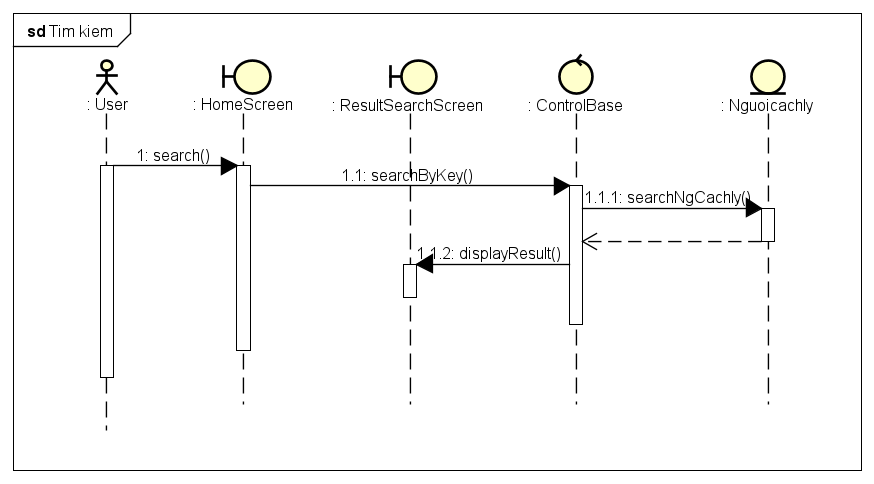 sd Tim kiem
: User
: HomeScreen
: ResultSearchScreen
: ControlBase
: Nguoicachly
1: search()
1.1: searchByKey()
1.1.1: searchNgCachly()
1.1.2: displayResult()